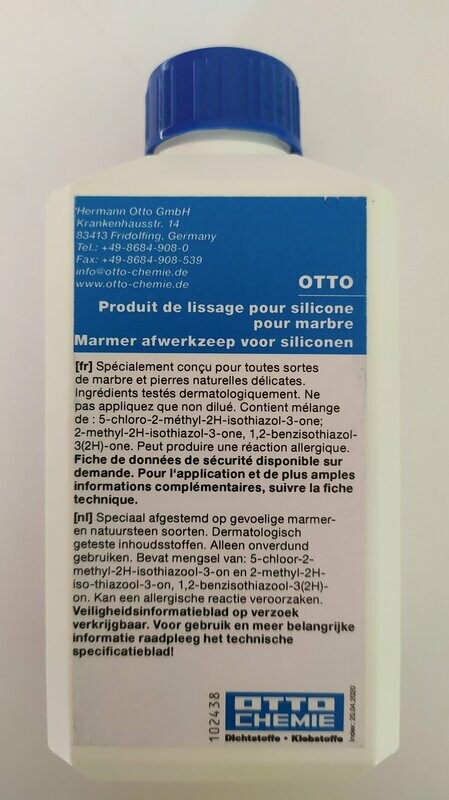 Hermann Otto GmbH
Krankenhausstr. 14
83413 Fridolfing, Germany
Tel.: +49-8684-908-0
Fax: +49-8684-908-539
info@otto-chemie.de
www.otto-chemie.de
OTTO
Produit de lissage pour silicone
pour marbre
Marmer afwerkzeep voor siliconen
[fr] Spécialement conçu pour toutes sortes
de marbre et pierres naturelles délicates.
Ingrédients testés dermatologiquement. Ne
pas appliquez que non dilué. Contient mélange
de : 5-chloro-2-méthyl-2H-isothiazol-3-one;
2-methyl-2H-isothiazol-3-one, 1,2-benzisothiazol-
3(2H)-one. Peut produire une réaction allergique.
Fiche de données de sécurité disponible sur
demande. Pour l'application et de plus amples
informations complémentaires, suivre la fiche
technique.
[nl] Speciaal afgestemd op gevoelige marmer-
en natuursteen soorten. Dermatologisch
geteste inhoudsstoffen. Alleen onverdund
gebruiken. Bevat mengsel van: 5-chloor-2-
methyl-2H-isothiazool-3-on en 2-methyl-2H-
iso-thiazool-3-on, 1,2-benzisothiazool-3(2H)-
on. Kan een allergische reactie veroorzaken.
Veiligheidsinformatieblad op verzoek
verkrijgbaar. Voor gebruik en meer belangrijke
informatie raadpleeg het technische
specificatieblad!
102438
OTTO
CHEMIE
Dichtstoffe • Klebstoffe
Index: 20.04.2020